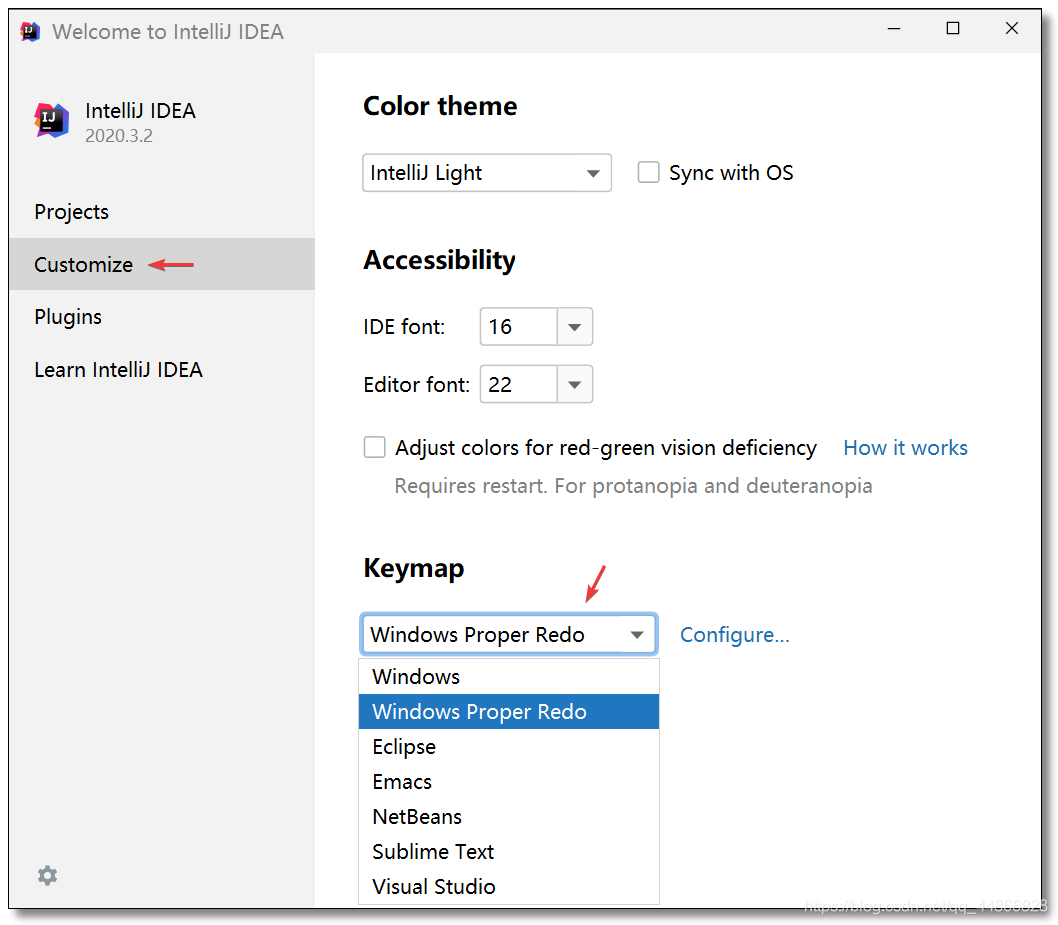 Welcome to IntelliJ IDEA
IJ
IntelliJ IDEA
2020.3.2
Projects
Customize
Plugins
Learn IntelliJ IDEA
Color theme
IntelliJ Light
Sync with OS
Accessibility
IDE font: 16
Editor font: 22
Adjust colors for red-green vision deficiency How it works
Requires restart. For protanopia and deuteranopia
Keymap
Windows Proper Redo Configure...
Windows
Windows Proper Redo
Eclipse
Emacs
NetBeans
Sublime Text
Visual Studio
https://blog.csdn.net/qq_44866828